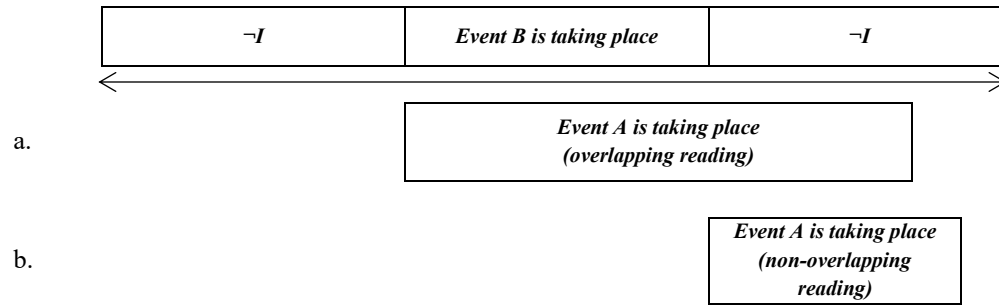 ¬I Event B is taking place ¬I
a.
Event A is taking place
(overlapping reading)
b.
Event A is taking place
(non-overlapping
reading)